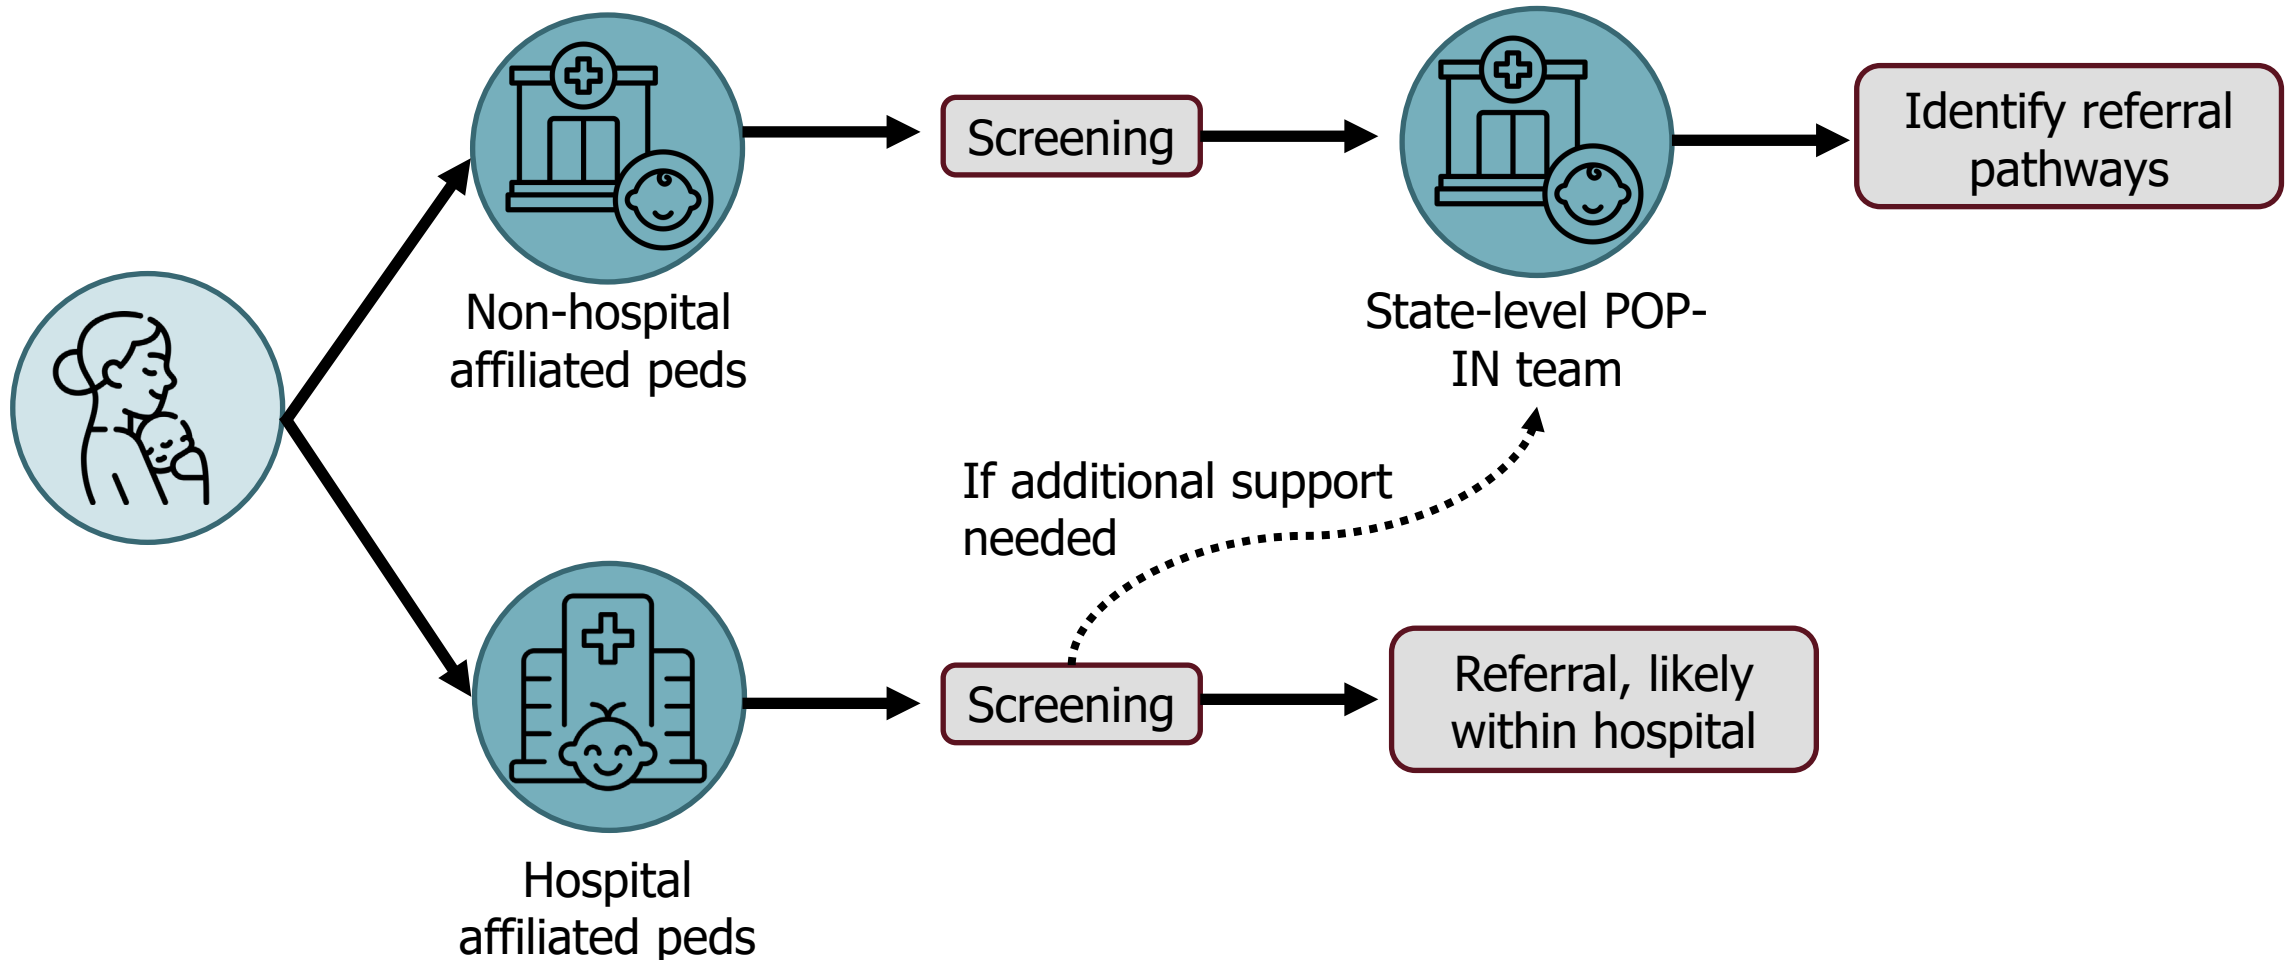 Non-hospital
affiliated peds
Screening
State-level POP-
IN team
Identify referral
pathways
If additional support
needed
Hospital
affiliated peds
Screening
Referral, likely
within hospital